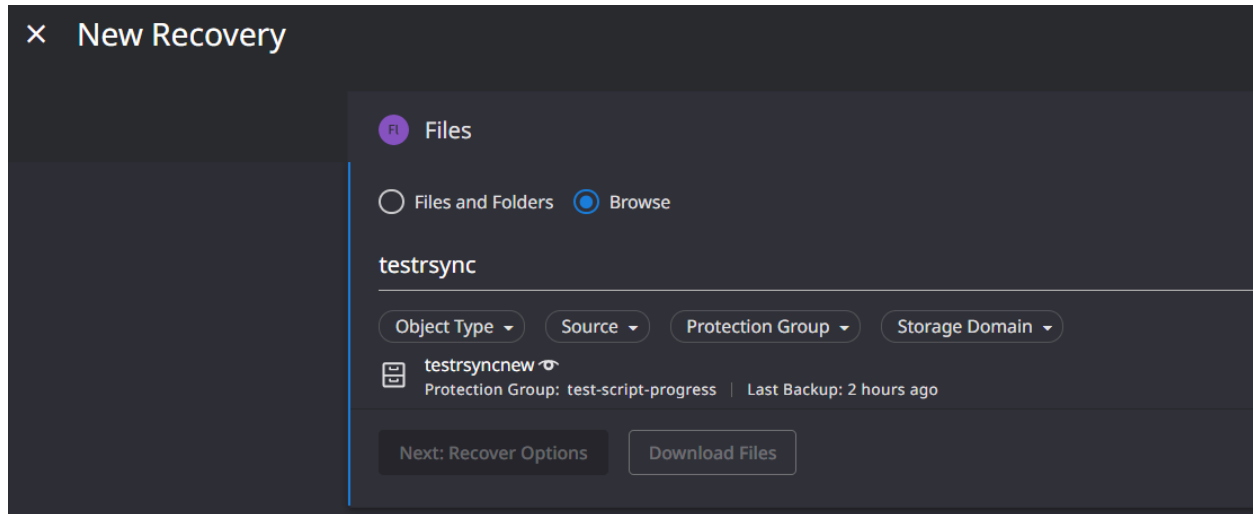 × New Recovery
FI Files
Files and Folders Browse
testrsync
Object Type Source Protection Group Storage Domain
testrsyncnew
Protection Group: test-script-progress | Last Backup: 2 hours ago
Next: Recover Options Download Files